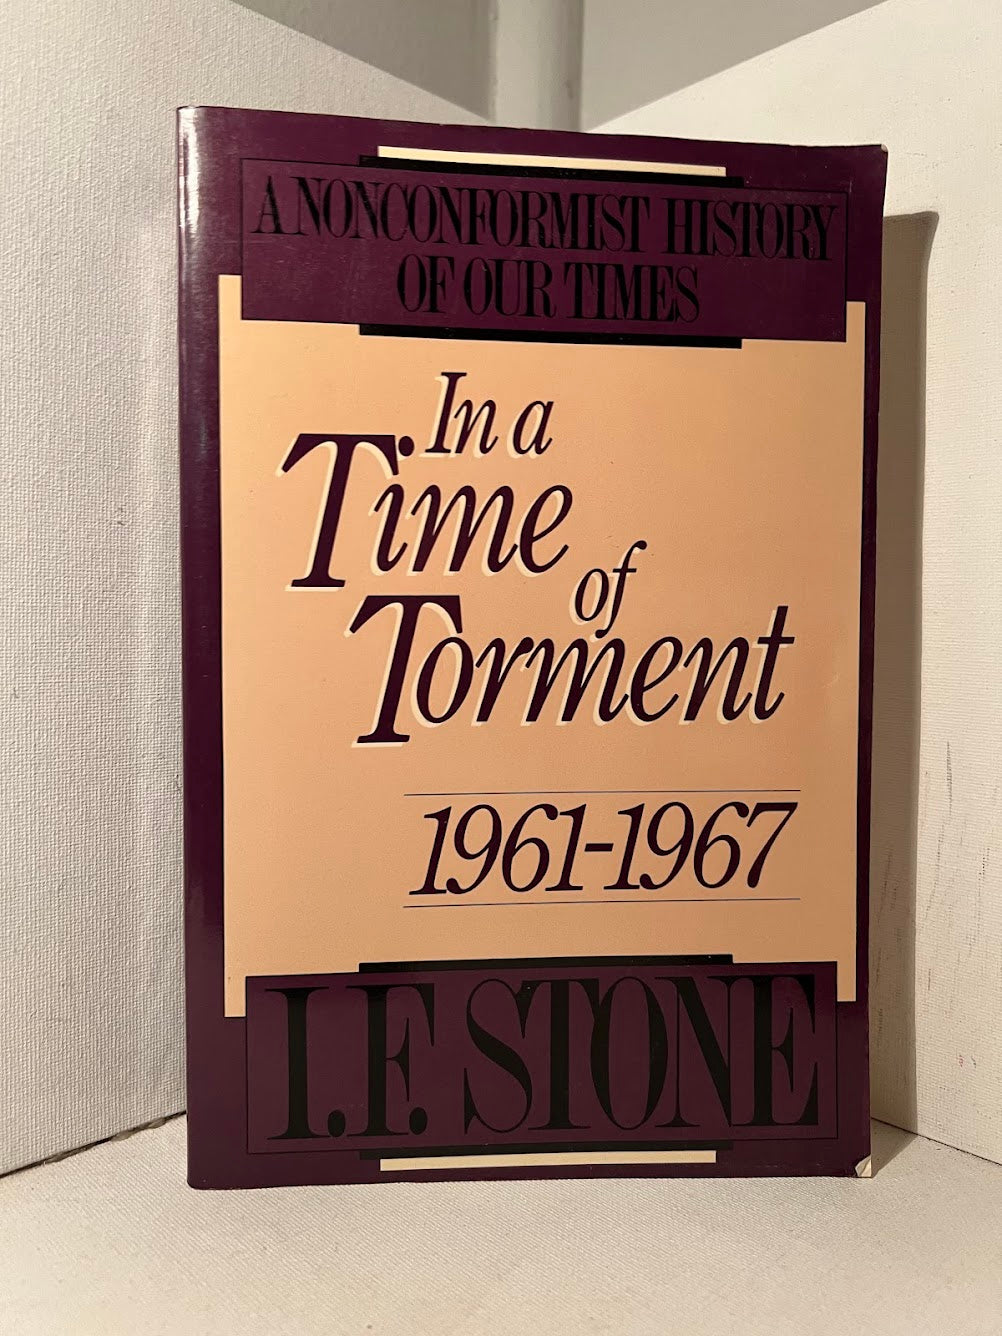 A NONCONFORMIST HISTORY
OF OUR TIMES
In a
Time
of
Torment
1961-1967
I.F. STONE